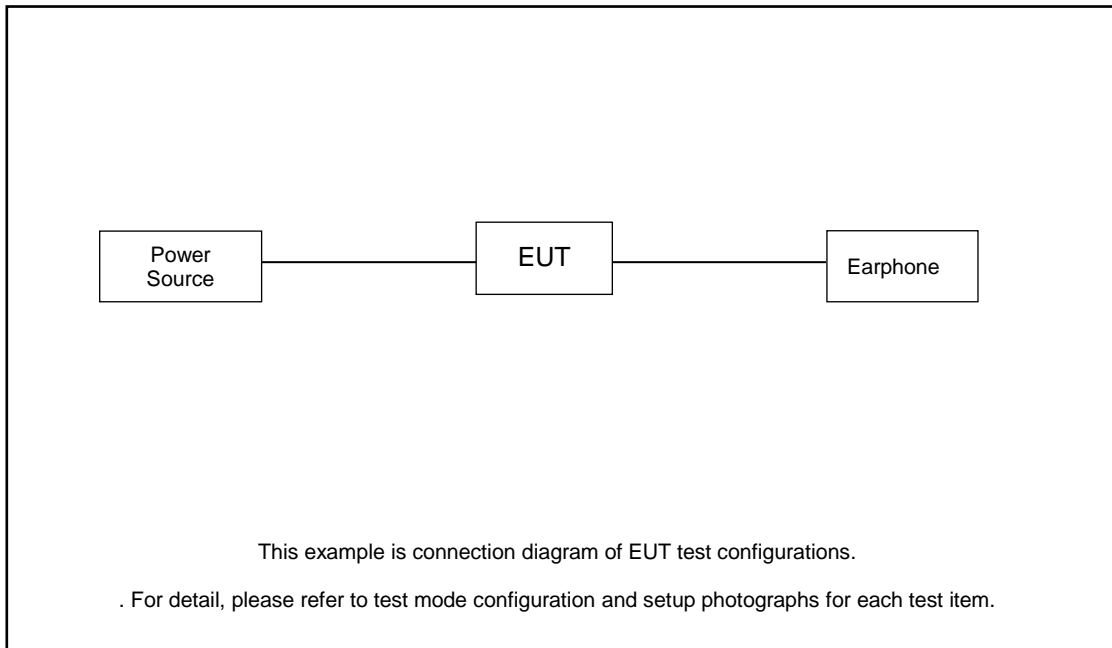 Power
Source
EUT
Earphone
This example is connection diagram of EUT test configurations.
. For detail, please refer to test mode configuration and setup photographs for each test item.